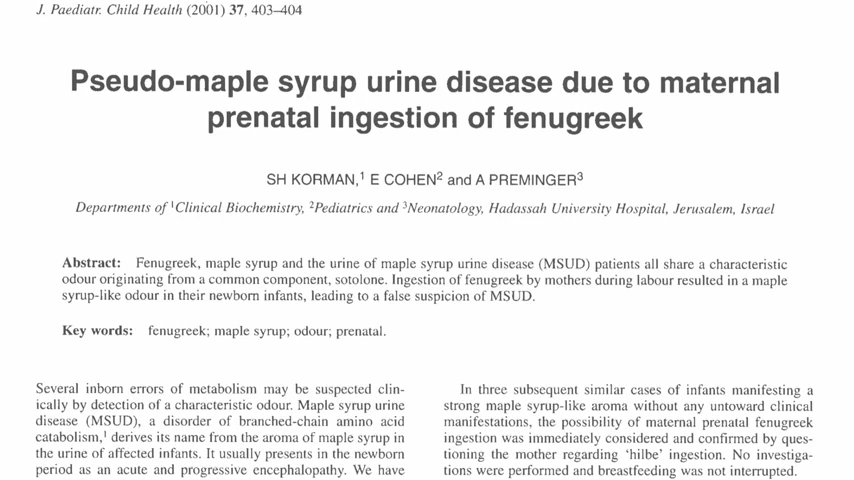 J. Paediatr. Child Health (2001) 37, 403–404
Pseudo-maple syrup urine disease due to maternal
prenatal ingestion of fenugreek
SH KORMAN,1 E COHEN2 and A PREMINGER3
Departments of 1Clinical Biochemistry, 2Pediatrics and 3Neonatology, Hadassah University Hospital, Jerusalem, Israel
Abstract: Fenugreek, maple syrup and the urine of maple syrup urine disease (MSUD) patients all share a characteristic
odour originating from a common component, sotolone. Ingestion of fenugreek by mothers during labour resulted in a maple
syrup-like odour in their newborn infants, leading to a false suspicion of MSUD.
Key words: fenugreek; maple syrup; odour; prenatal.
Several inborn errors of metabolism may be suspected clin-
ically by detection of a characteristic odour. Maple syrup urine
disease (MSUD), a disorder of branched-chain amino acid
catabolism,1 derives its name from the aroma of maple syrup in
the urine of affected infants. It usually presents in the newborn
period as an acute and progressive encephalopathy. We have
In three subsequent similar cases of infants manifesting a
strong maple syrup-like aroma without any untoward clinical
manifestations, the possibility of maternal prenatal fenugreek
ingestion was immediately considered and confirmed by ques-
tioning the mother regarding 'hilbe' ingestion. No investiga-
tions were performed and breastfeeding was not interrupted.